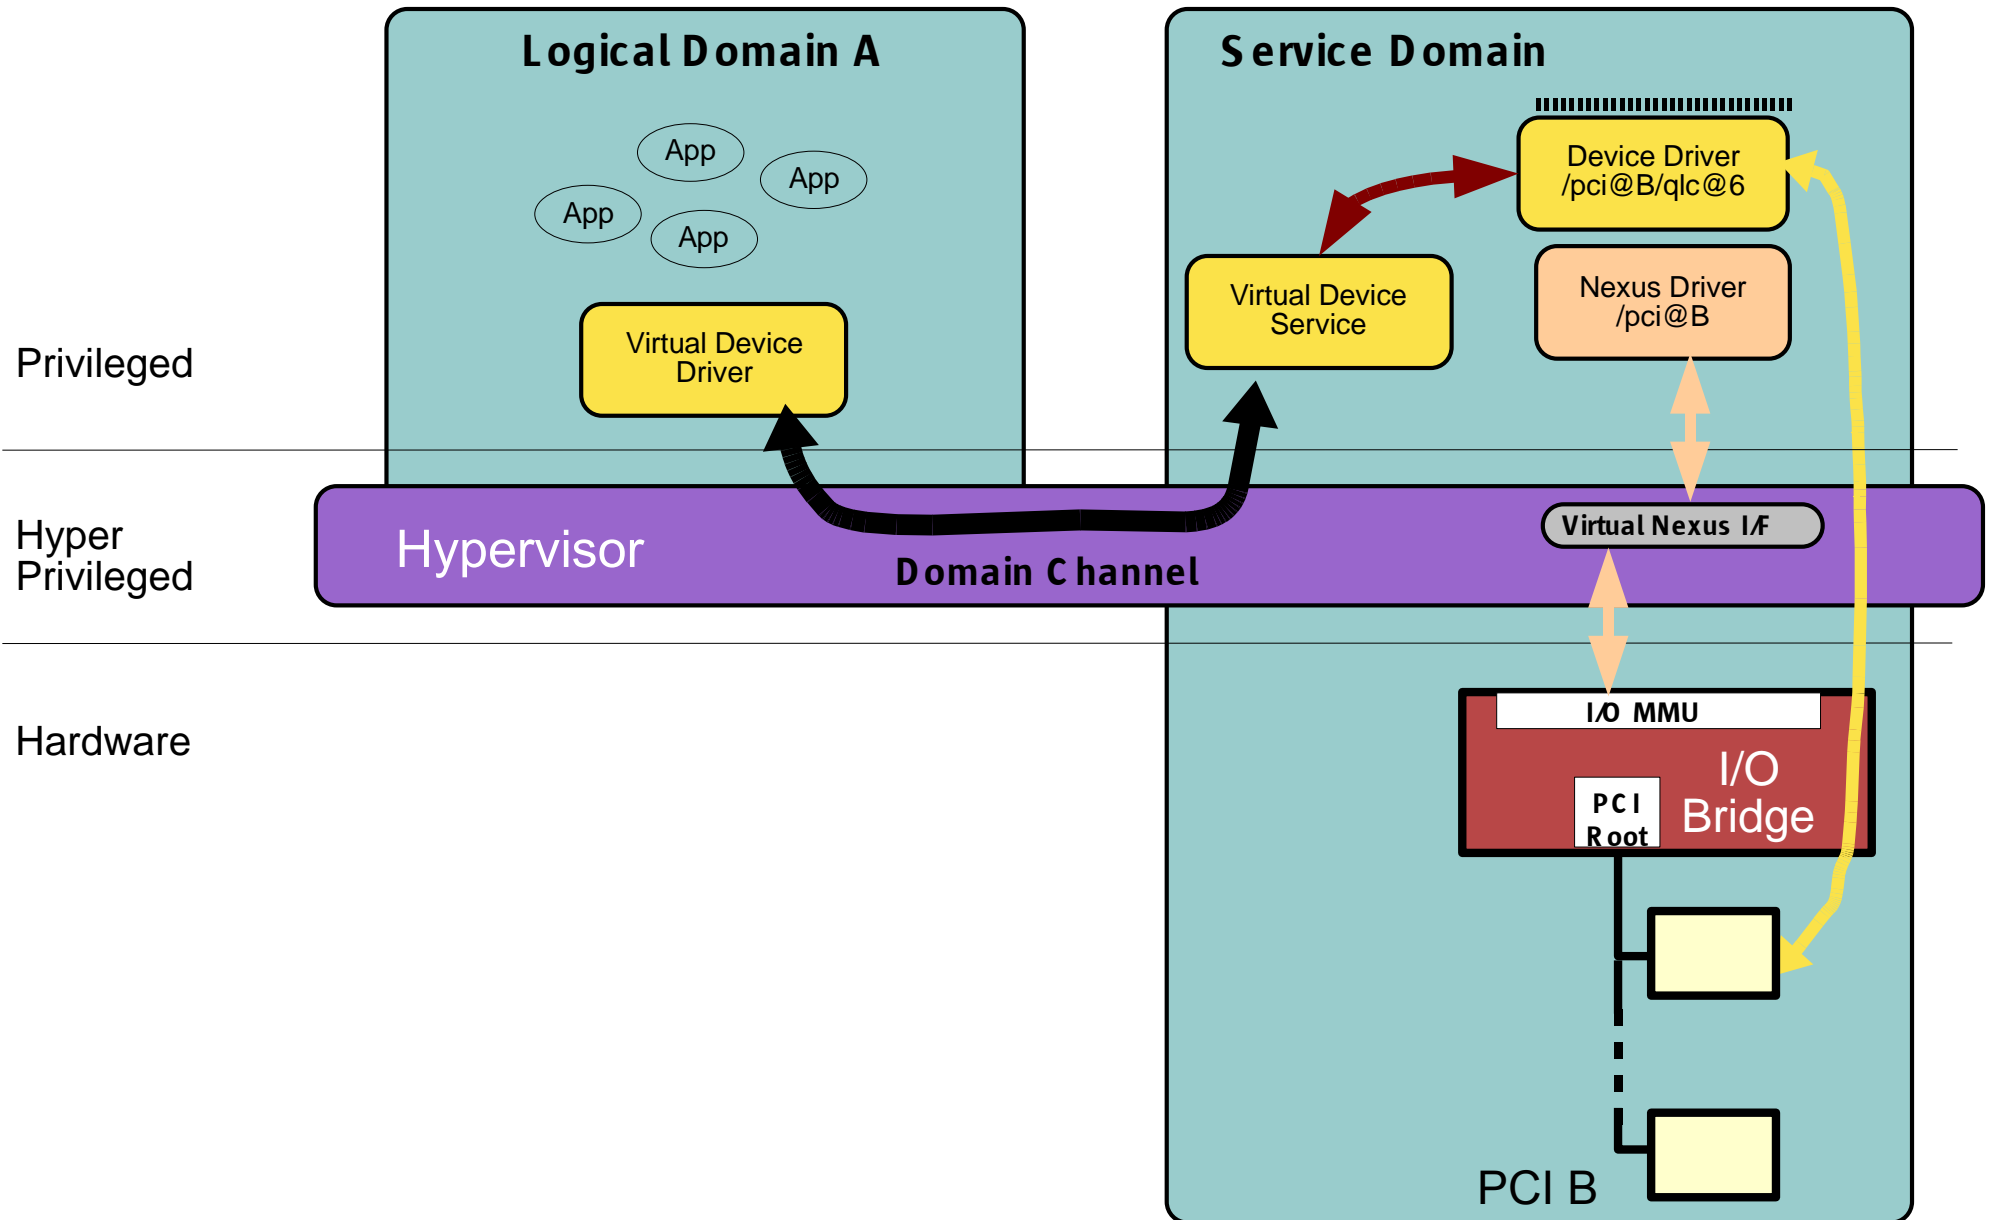 Logical Domain A
Service Domain
App
App
App
App
Device Driver
/pci@B/qlc@6
Virtual Device
Service
Nexus Driver
/pci@B
Virtual Device
Driver
Privileged
Hyper
Privileged
Hypervisor
Domain Channel
Virtual Nexus I/F
Hardware
I/O MMU
I/O
Bridge
PCI
Root
PCI B